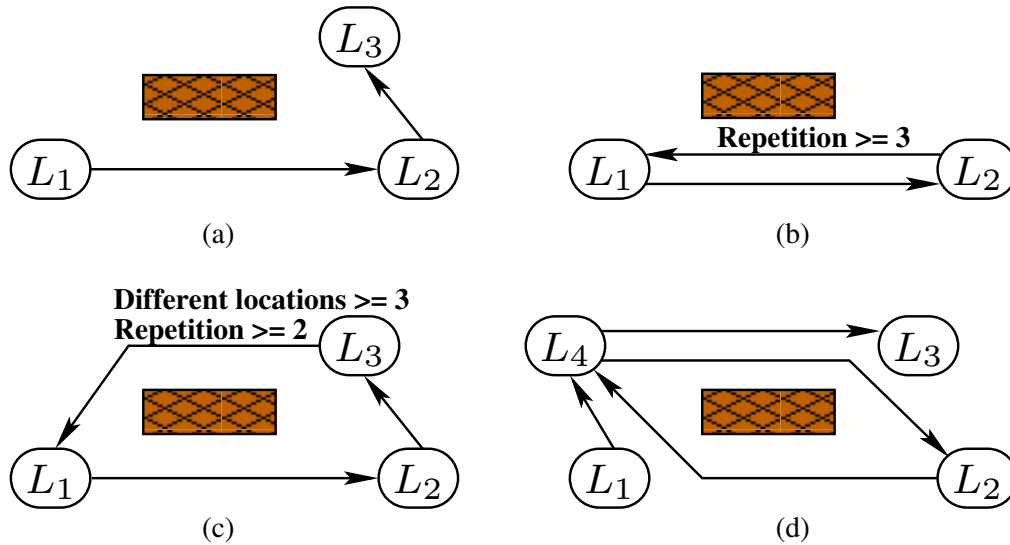 L3
L1
L2
(a)
Repetition >= 3
L1
L2
(b)
Different locations >= 3
Repetition >= 2
L3
L1
L2
(c)
L4
L3
L1
L2
(d)